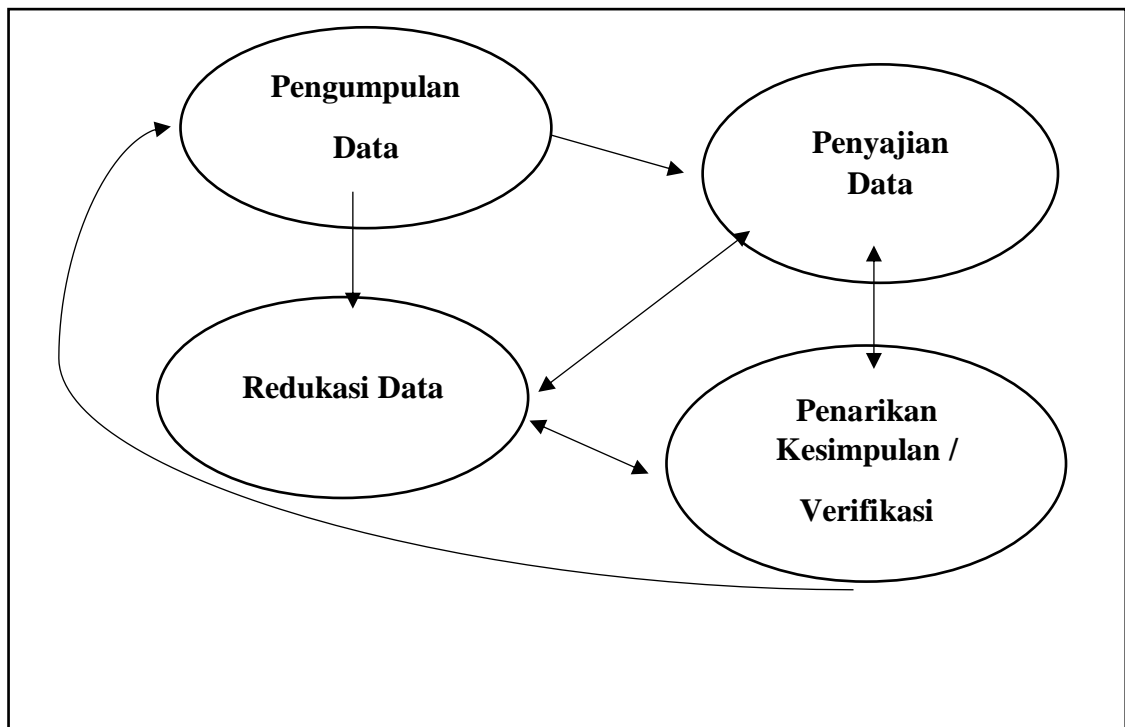 Pengumpulan
Data
Penyajian
Data
Redukasi Data
Penarikan
Kesimpulan /
Verifikasi